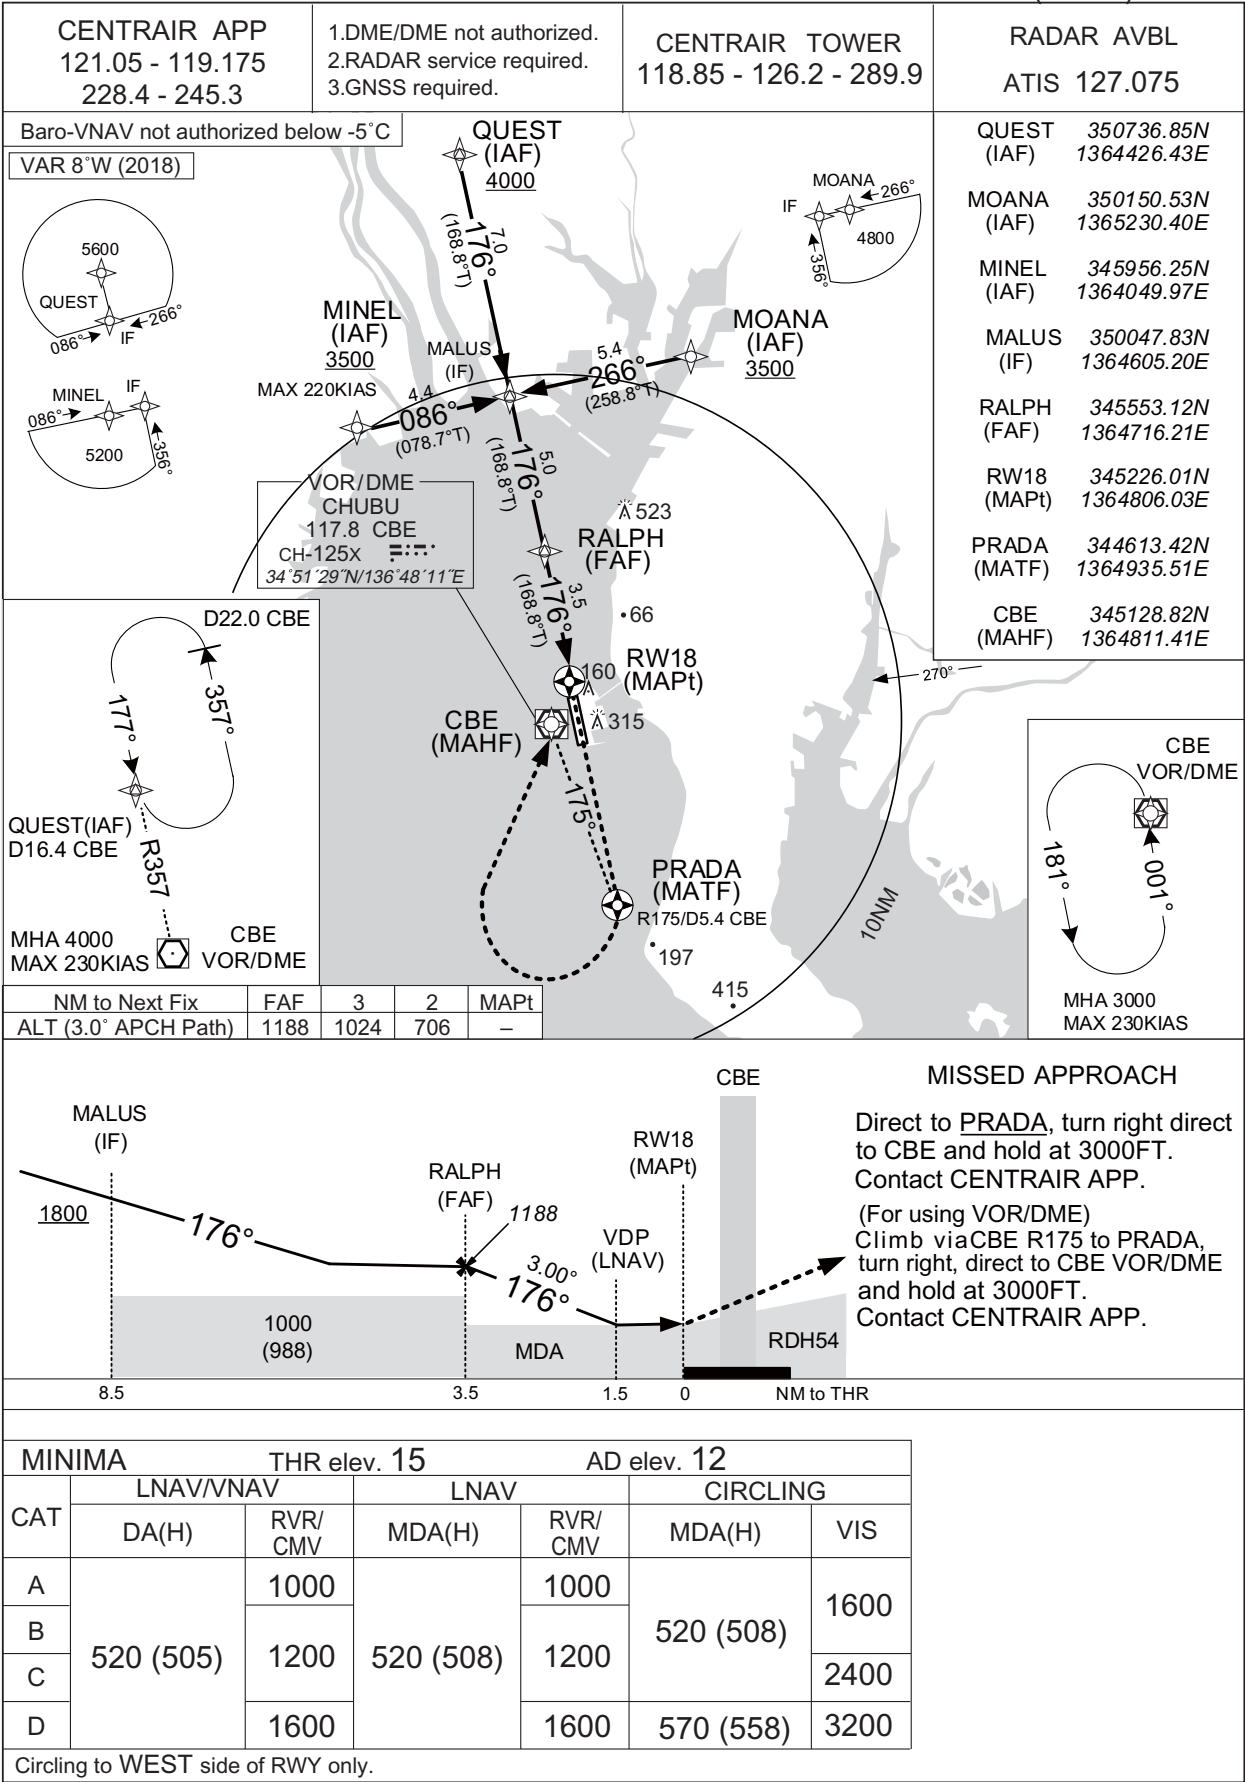 CENTRAIR APP
121.05 - 119.175
228.4 - 245.3
1.DME/DME not authorized.
2.RADAR service required.
3.GNSS required.
CENTRAIR TOWER
118.85 - 126.2 - 289.9
RADAR AVBL
ATIS 127.075
Baro-VNAV not authorized below -5˚C
VAR 8˚W (2018)
QUEST
(IAF)
4000
7.0
176°
(168.8°T)
5600
QUEST
086°
IF
266°
MINEL
IF
086°
5200
356°
MOANA
266°
IF
4800
356°
MINEL
(IAF)
3500
MAX 220KIAS
4.4
086°
(078.7°T)
MALUS
(IF)
MOANA
(IAF)
3500
5.4
266°
(258.8°T)
5.0
176°
(168.8°T)
VOR/DME
CHUBU
117.8 CBE
CH-125X
34˚51´29˝N/136˚48´11˝E
523
RALPH
(FAF)
3.5
176°
(168.8°T)
66
RW18
(MAPt)
160
315
CBE
(MAHF)
175°
PRADA
(MATF)
R175/D5.4 CBE
197
415
10NM
270°
QUEST 350736.85N
(IAF) 1364426.43E
MOANA 350150.53N
(IAF) 1365230.40E
MINEL 345956.25N
(IAF) 1364049.97E
MALUS 350047.83N
(IF) 1364605.20E
RALPH 345553.12N
(FAF) 1364716.21E
RW18 345226.01N
(MAPt) 1364806.03E
PRADA 344613.42N
(MATF) 1364935.51E
CBE 345128.82N
(MAHF) 1364811.41E
D22.0 CBE
177°
357°
QUEST(IAF)
D16.4 CBE
R357
MHA 4000
MAX 230KIAS
CBE
VOR/DME
CBE
VOR/DME
181°
001°
MHA 3000
MAX 230KIAS
NM to Next Fix FAF 3 2 MAPt
ALT (3.0˚ APCH Path) 1188 1024 706 –
MALUS
(IF)
1800
176°
RALPH
(FAF)
1188
3.00°
176°
VDP
(LNAV)
RW18
(MAPt)
CBE
1000
(988)
MDA
RDH54
8.5 3.5 1.5 0 NM to THR
MISSED APPROACH
Direct to PRADA, turn right direct
to CBE and hold at 3000FT.
Contact CENTRAIR APP.
(For using VOR/DME)
Climb viaCBE R175 to PRADA,
turn right, direct to CBE VOR/DME
and hold at 3000FT.
Contact CENTRAIR APP.
MINIMA THR elev. 15 AD elev. 12
CAT LNAV/VNAV LNAV CIRCLING
DA(H) RVR/CMV MDA(H) RVR/CMV MDA(H) VIS
A 520 (505) 1000 520 (508) 1000 520 (508) 1600
B 1200 1200
C 2400
D 1600 1600 570 (558) 3200
Circling to WEST side of RWY only.